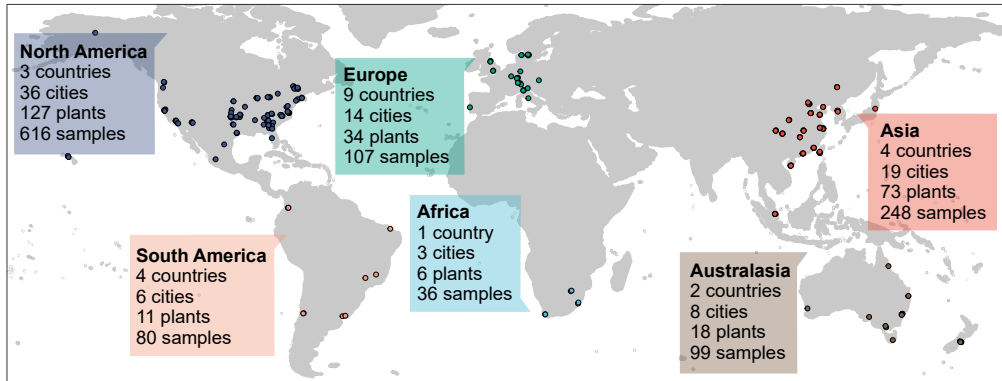 North America
3 countries
36 cities
127 plants
616 samples
Europe
9 countries
14 cities
34 plants
107 samples
Asia
4 countries
19 cities
73 plants
248 samples
Africa
1 country
3 cities
6 plants
36 samples
South America
4 countries
6 cities
11 plants
80 samples
Australasia
2 countries
8 cities
18 plants
99 samples